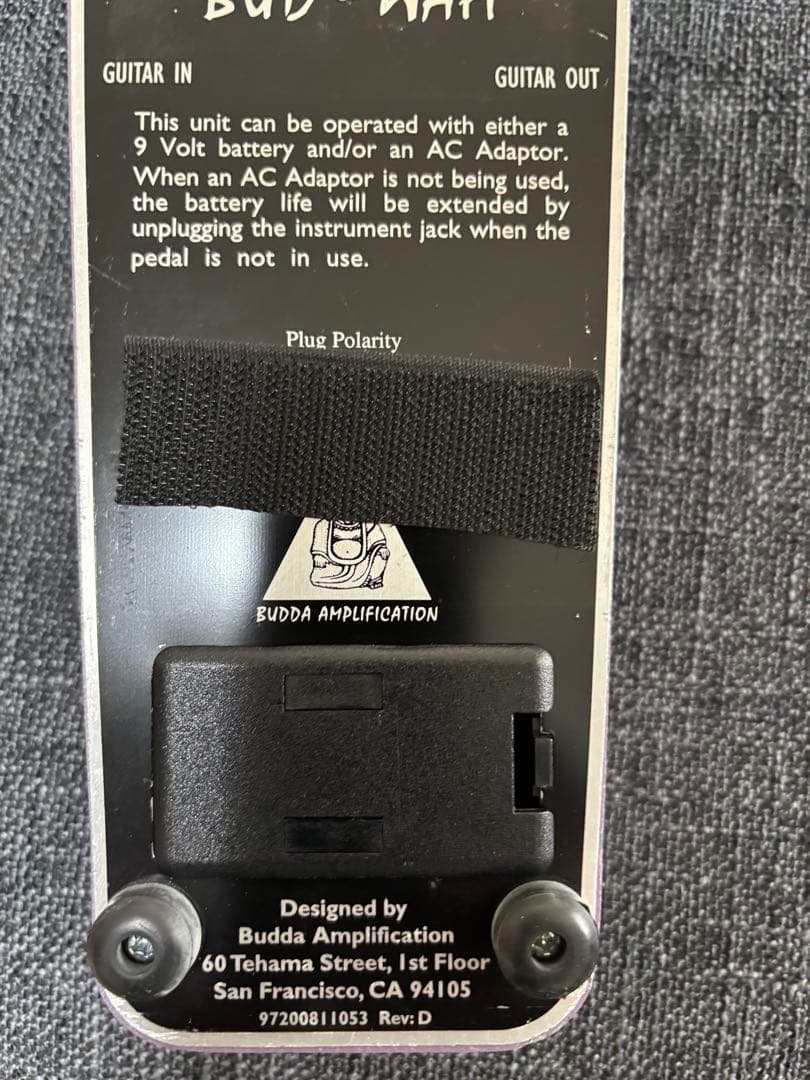 BUD-WAH
GUITAR IN
GUITAR OUT
This unit can be operated with either a
9 Volt battery and/or an AC Adaptor.
When an AC Adaptor is not being used,
the battery life will be extended by
unplugging the instrument jack when the
pedal is not in use.
Plug Polarity
BUDDA AMPLIFICATION
Designed by
Budda Amplification
60 Tehama Street, 1st Floor
San Francisco, CA 94105
97200811053 Rev: D